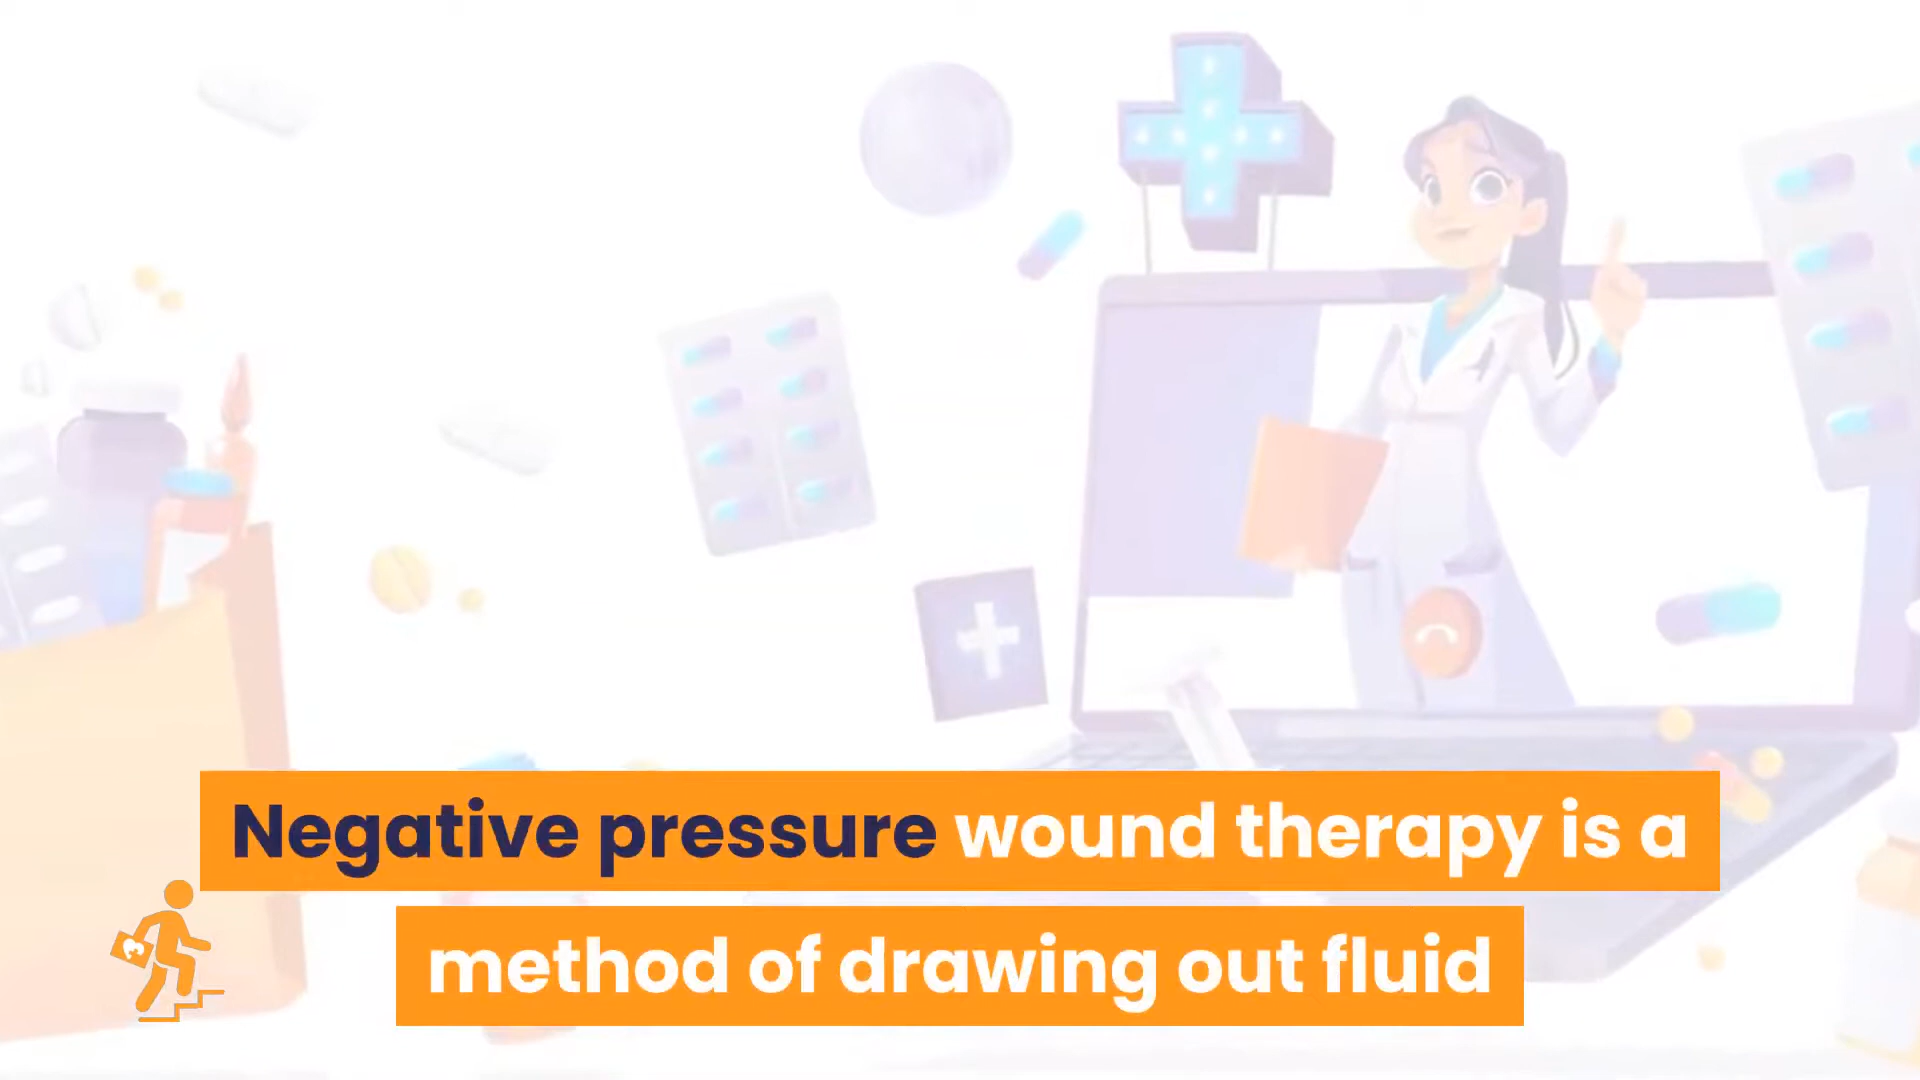 Negative pressure wound therapy is a
method of drawing out fluid